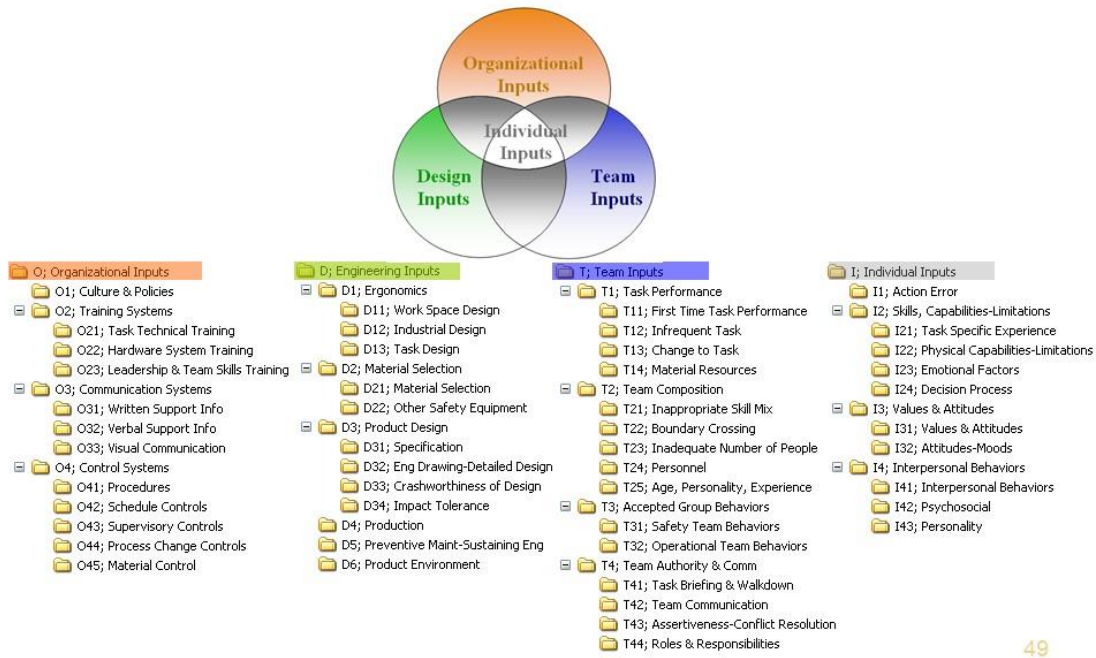 Organizational
Inputs
Individual
Inputs
Design
Inputs
Team
Inputs
O; Organizational Inputs
O1; Culture & Policies
O2; Training Systems
O21; Task Technical Training
O22; Hardware System Training
O23; Leadership & Team Skills Training
O3; Communication Systems
O31; Written Support Info
O32; Verbal Support Info
O33; Visual Communication
O4; Control Systems
O41; Procedures
O42; Schedule Controls
O43; Supervisory Controls
O44; Process Change Controls
O45; Material Control
D; Engineering Inputs
D1; Ergonomics
D11; Work Space Design
D12; Industrial Design
D13; Task Design
D2; Material Selection
D21; Material Selection
D22; Other Safety Equipment
D3; Product Design
D31; Specification
D32; Eng Drawing-Detailed Design
D33; Crashworthiness of Design
D34; Impact Tolerance
D4; Production
D5; Preventive Maint-Sustaining Eng
D6; Product Environment
T; Team Inputs
T1; Task Performance
T11; First Time Task Performance
T12; Infrequent Task
T13; Change to Task
T14; Material Resources
T2; Team Composition
T21; Inappropriate Skill Mix
T22; Boundary Crossing
T23; Inadequate Number of People
T24; Personnel
T25; Age, Personality, Experience
T3; Accepted Group Behaviors
T31; Safety Team Behaviors
T32; Operational Team Behaviors
T4; Team Authority & Comm
T41; Task Briefing & Walkdown
T42; Team Communication
T43; Assertiveness-Conflict Resolution
T44; Roles & Responsibilities
I; Individual Inputs
I1; Action Error
I2; Skills, Capabilities-Limitations
I21; Task Specific Experience
I22; Physical Capabilities-Limitations
I23; Emotional Factors
I24; Decision Process
I3; Values & Attitudes
I31; Values & Attitudes
I32; Attitudes-Moods
I4; Interpersonal Behaviors
I41; Interpersonal Behaviors
I42; Psychosocial
I43; Personality
49